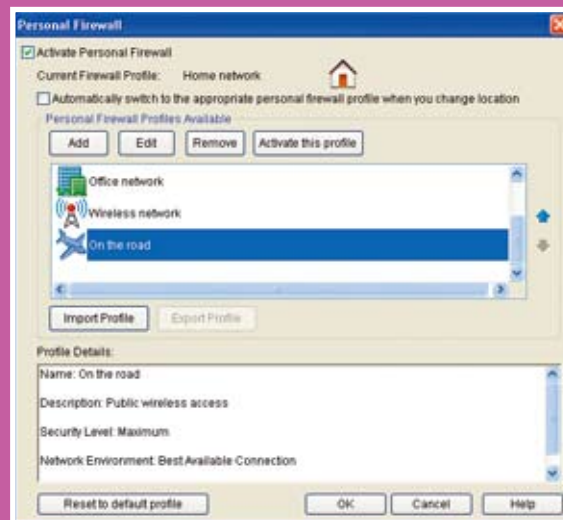 Personal Firewall
Activate Personal Firewall
Current Firewall Profile: Home network
Automatically switch to the appropriate personal firewall profile when you change location
Personal Firewall Profiles Available
Add Edit Remove Activate this profile
Office network
Wireless network
On the road
Import Profile Export Profile
Profile Details:
Name: On the road
Description: Public wireless access
Security Level: Maximum
Network Environment: Best Available Connection
Reset to default profile OK Cancel Help